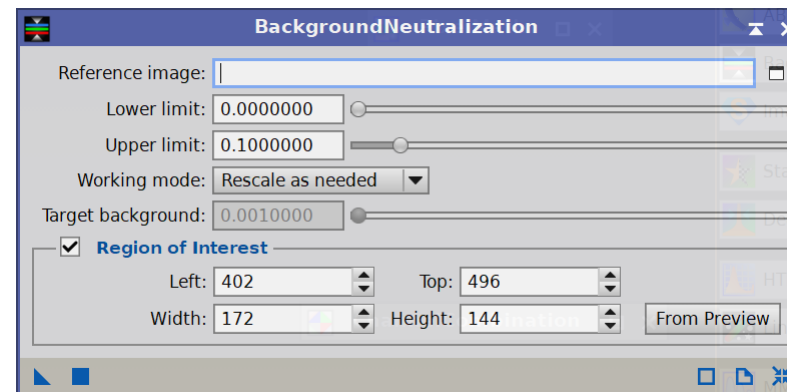 BackgroundNeutralization
Reference image:
Lower limit: 0.0000000
Upper limit: 0.1000000
Working mode: Rescale as needed
Target background: 0.0010000
Region of Interest
Left: 402 Top: 496
Width: 172 Height: 144 From Preview